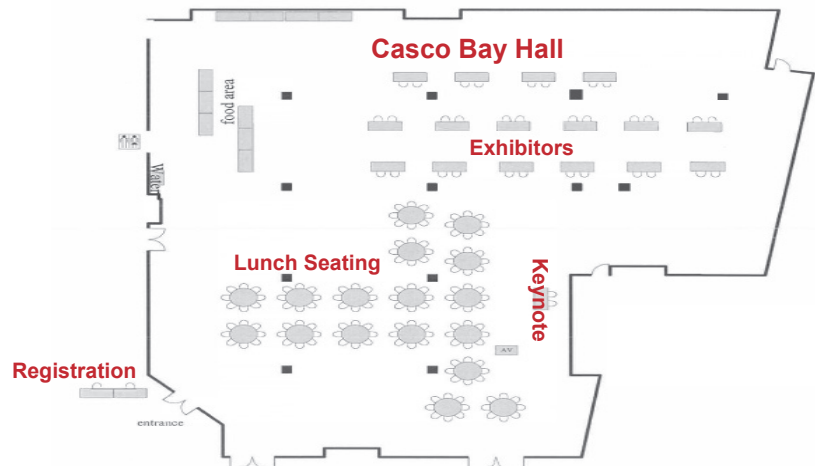 Casco Bay Hall
food area
Exhibitors
Water
Lunch Seating
Keynote
AV
Registration
entrance